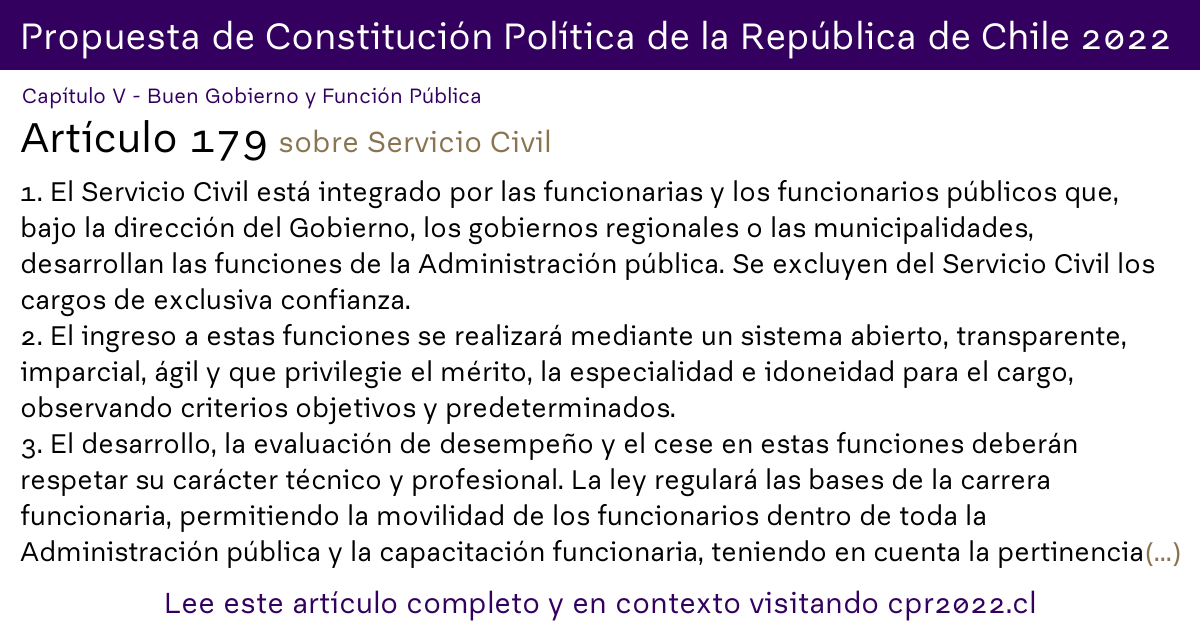 Propuesta de Constitución Política de la República de Chile 2022
Capítulo V - Buen Gobierno y Función Pública
Artículo 179 sobre Servicio Civil
1. El Servicio Civil está integrado por las funcionarias y los funcionarios públicos que,
bajo la dirección del Gobierno, los gobiernos regionales o las municipalidades,
desarrollan las funciones de la Administración pública. Se excluyen del Servicio Civil los
cargos de exclusiva confianza.
2. El ingreso a estas funciones se realizará mediante un sistema abierto, transparente,
imparcial, ágil y que privilegie el mérito, la especialidad e idoneidad para el cargo,
observando criterios objetivos y predeterminados.
3. El desarrollo, la evaluación de desempeño y el cese en estas funciones deberán
respetar su carácter técnico y profesional. La ley regulará las bases de la carrera
funcionaria, permitiendo la movilidad de los funcionarios dentro de toda la
Administración pública y la capacitación funcionaria, teniendo en cuenta la pertinencia(...)
Lee este artículo completo y en contexto visitando cpr2022.cl